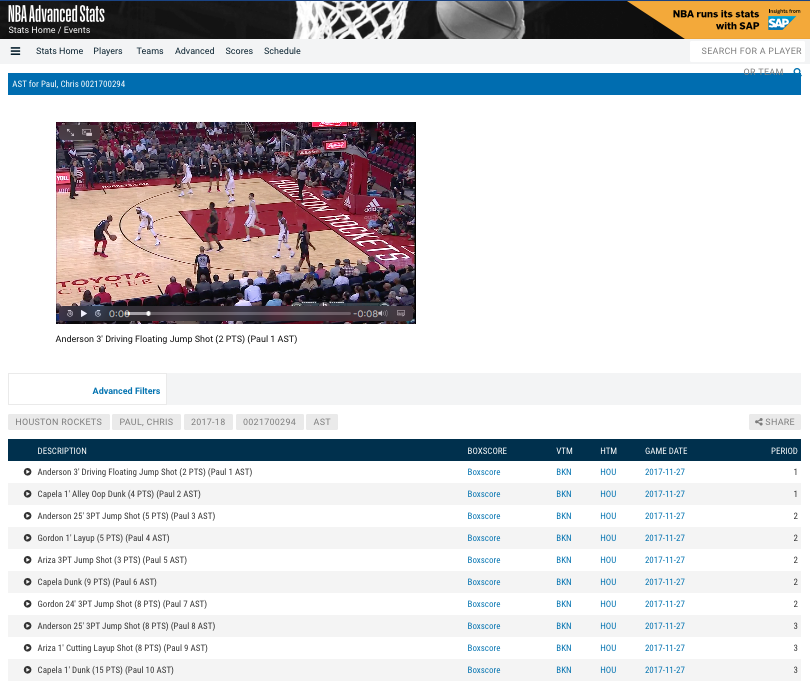 NBA Advanced Stats
Stats Home / Events
NBA runs its stats
with SAP
Insights from
SAP
Stats Home Players Teams Advanced Scores Schedule
SEARCH FOR A PLAYER
OR TEAM
AST for Paul, Chris 0021700294
HOUSTON ROCKETS
TOYOTA
CENTER
adidas
0:00 -0:08
Anderson 3' Driving Floating Jump Shot (2 PTS) (Paul 1 AST)
Advanced Filters
HOUSTON ROCKETS PAUL, CHRIS 2017-18 0021700294 AST SHARE
DESCRIPTION BOXSCORE VTM HTM GAME DATE PERIOD
Anderson 3' Driving Floating Jump Shot (2 PTS) (Paul 1 AST) Boxscore BKN HOU 2017-11-27 1
Capela 1' Alley Oop Dunk (4 PTS) (Paul 2 AST) Boxscore BKN HOU 2017-11-27 1
Anderson 25' 3PT Jump Shot (5 PTS) (Paul 3 AST) Boxscore BKN HOU 2017-11-27 2
Gordon 1' Layup (5 PTS) (Paul 4 AST) Boxscore BKN HOU 2017-11-27 2
Ariza 3PT Jump Shot (3 PTS) (Paul 5 AST) Boxscore BKN HOU 2017-11-27 2
Capela Dunk (9 PTS) (Paul 6 AST) Boxscore BKN HOU 2017-11-27 2
Gordon 24' 3PT Jump Shot (8 PTS) (Paul 7 AST) Boxscore BKN HOU 2017-11-27 2
Anderson 25' 3PT Jump Shot (8 PTS) (Paul 8 AST) Boxscore BKN HOU 2017-11-27 3
Ariza 1' Cutting Layup Shot (8 PTS) (Paul 9 AST) Boxscore BKN HOU 2017-11-27 3
Capela 1' Dunk (15 PTS) (Paul 10 AST) Boxscore BKN HOU 2017-11-27 3